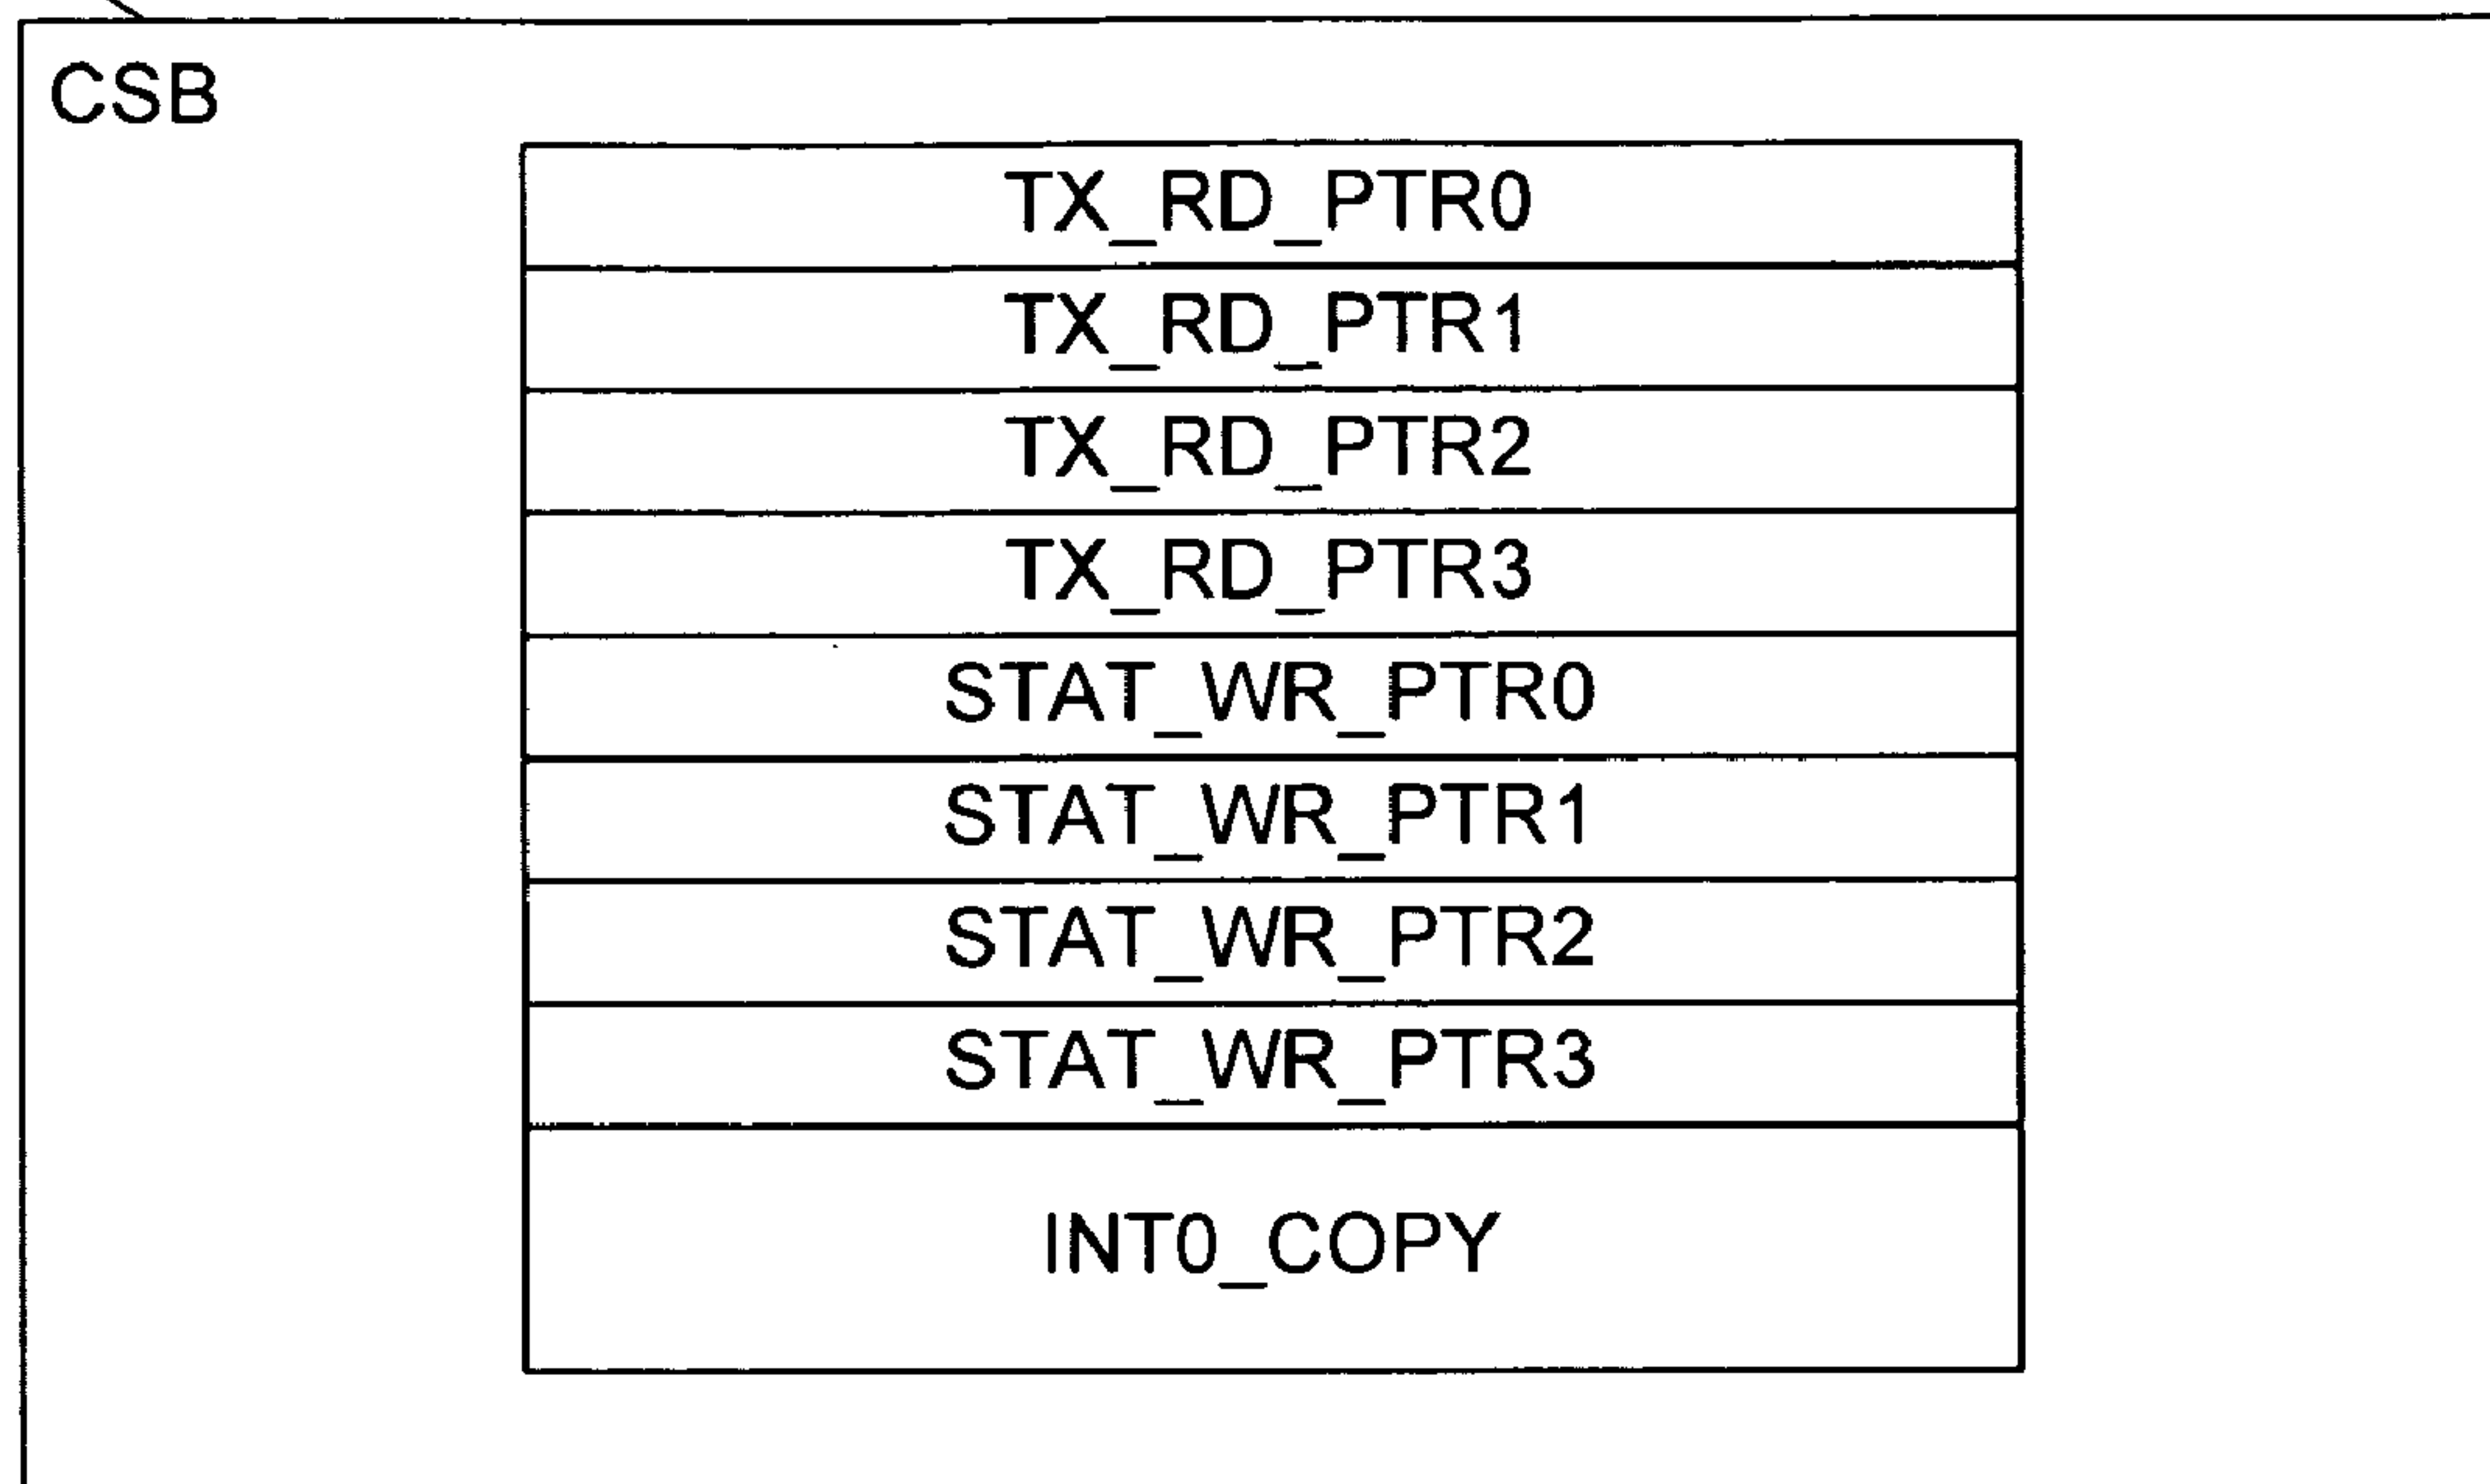 CSB
TX_RD_PTR0
TX_RD_PTR1
TX_RD_PTR2
TX_RD_PTR3
STAT_WR_PTR0
STAT_WR_PTR1
STAT_WR_PTR2
STAT_WR_PTR3
INT0_COPY